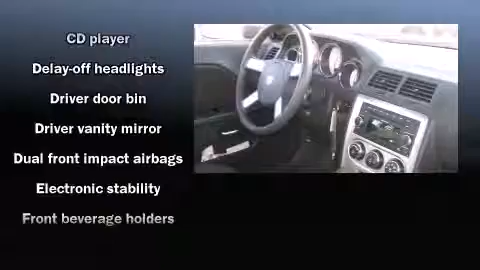 CD player
Delay-off headlights
Driver door bin
Driver vanity mirror
Dual front impact airbags
Electronic stability
Front beverage holders